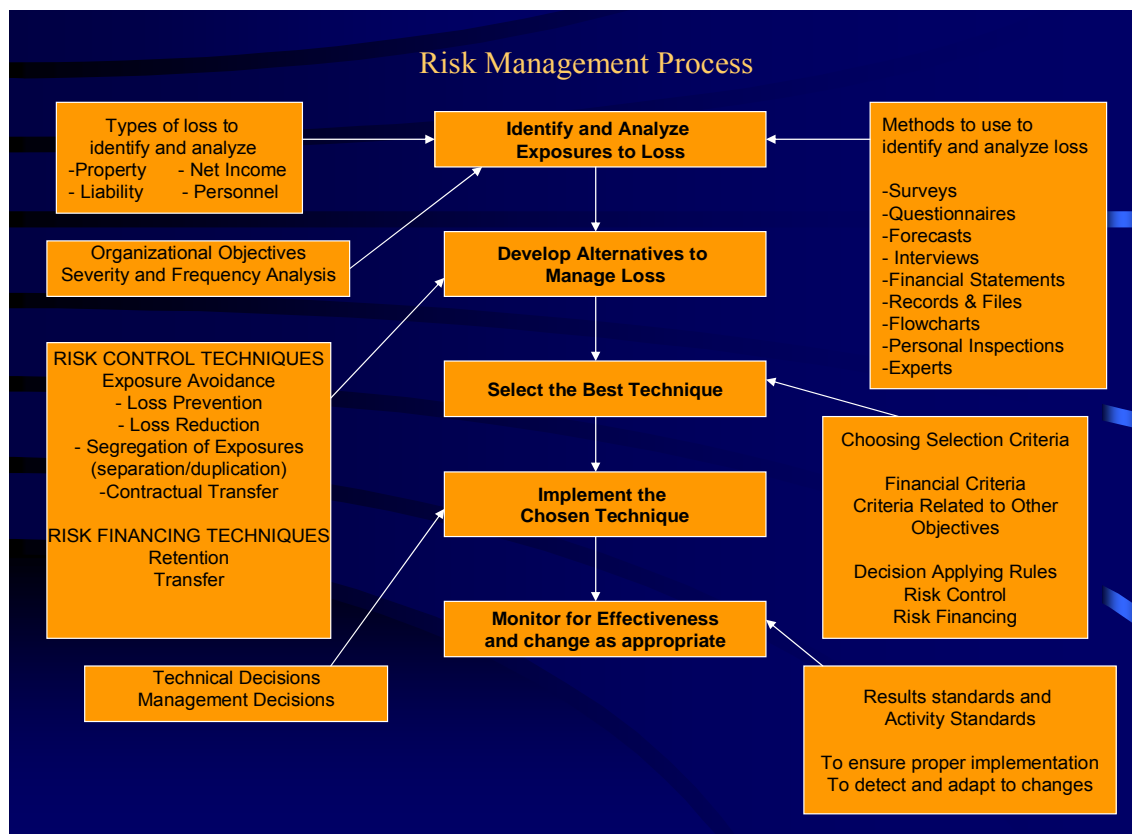 Risk Management Process
Types of loss to
identify and analyze
-Property - Net Income
- Liability - Personnel
Identify and Analyze
Exposures to Loss
Methods to use to
identify and analyze loss
-Surveys
-Questionnaires
-Forecasts
- Interviews
-Financial Statements
-Records & Files
-Flowcharts
-Personal Inspections
-Experts
Organizational Objectives
Severity and Frequency Analysis
Develop Alternatives to
Manage Loss
RISK CONTROL TECHNIQUES
Exposure Avoidance
- Loss Prevention
- Loss Reduction
- Segregation of Exposures
(separation/duplication)
-Contractual Transfer
RISK FINANCING TECHNIQUES
Retention
Transfer
Select the Best Technique
Choosing Selection Criteria
Financial Criteria
Criteria Related to Other
Objectives
Decision Applying Rules
Risk Control
Risk Financing
Implement the
Chosen Technique
Monitor for Effectiveness
and change as appropriate
Technical Decisions
Management Decisions
Results standards and
Activity Standards
To ensure proper implementation
To detect and adapt to changes